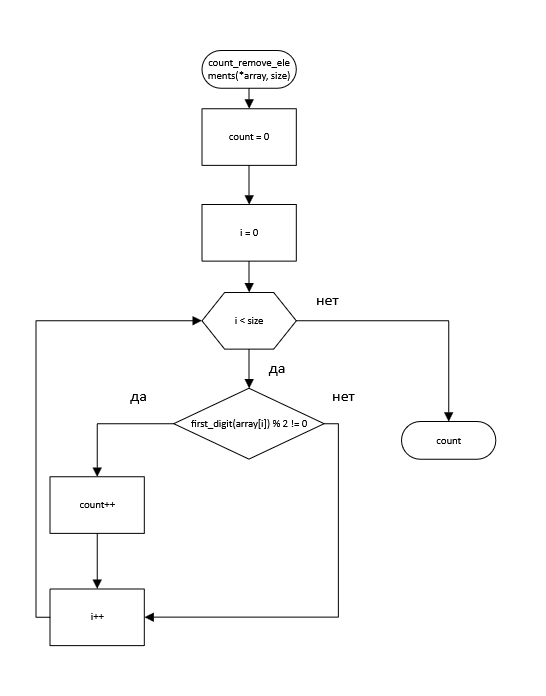 count_remove_ele
ments(*array, size)
count = 0
i = 0
i < size
нет
да
да
нет
first_digit(array[i]) % 2 != 0
count
count++
i++